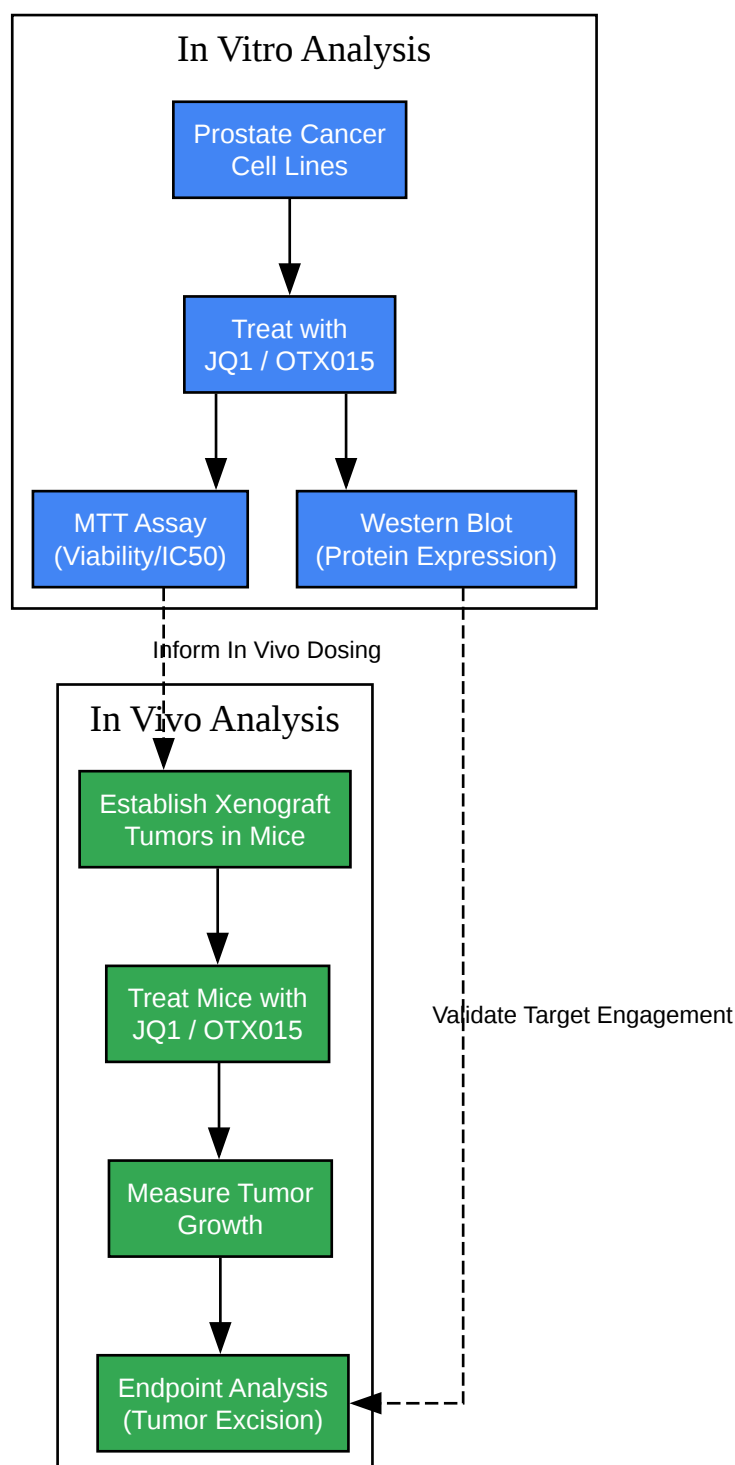 In Vitro Analysis
Prostate Cancer
Cell Lines
Treat with
JQ1 / OTX015
MTT Assay
(Viability/IC50)
Western Blot
(Protein Expression)
Inform In Vivo Dosing
In Vivo Analysis
Establish Xenograft
Tumors in Mice
Treat Mice with
JQ1 / OTX015
Validate Target Engagement
Measure Tumor
Growth
Endpoint Analysis
(Tumor Excision)